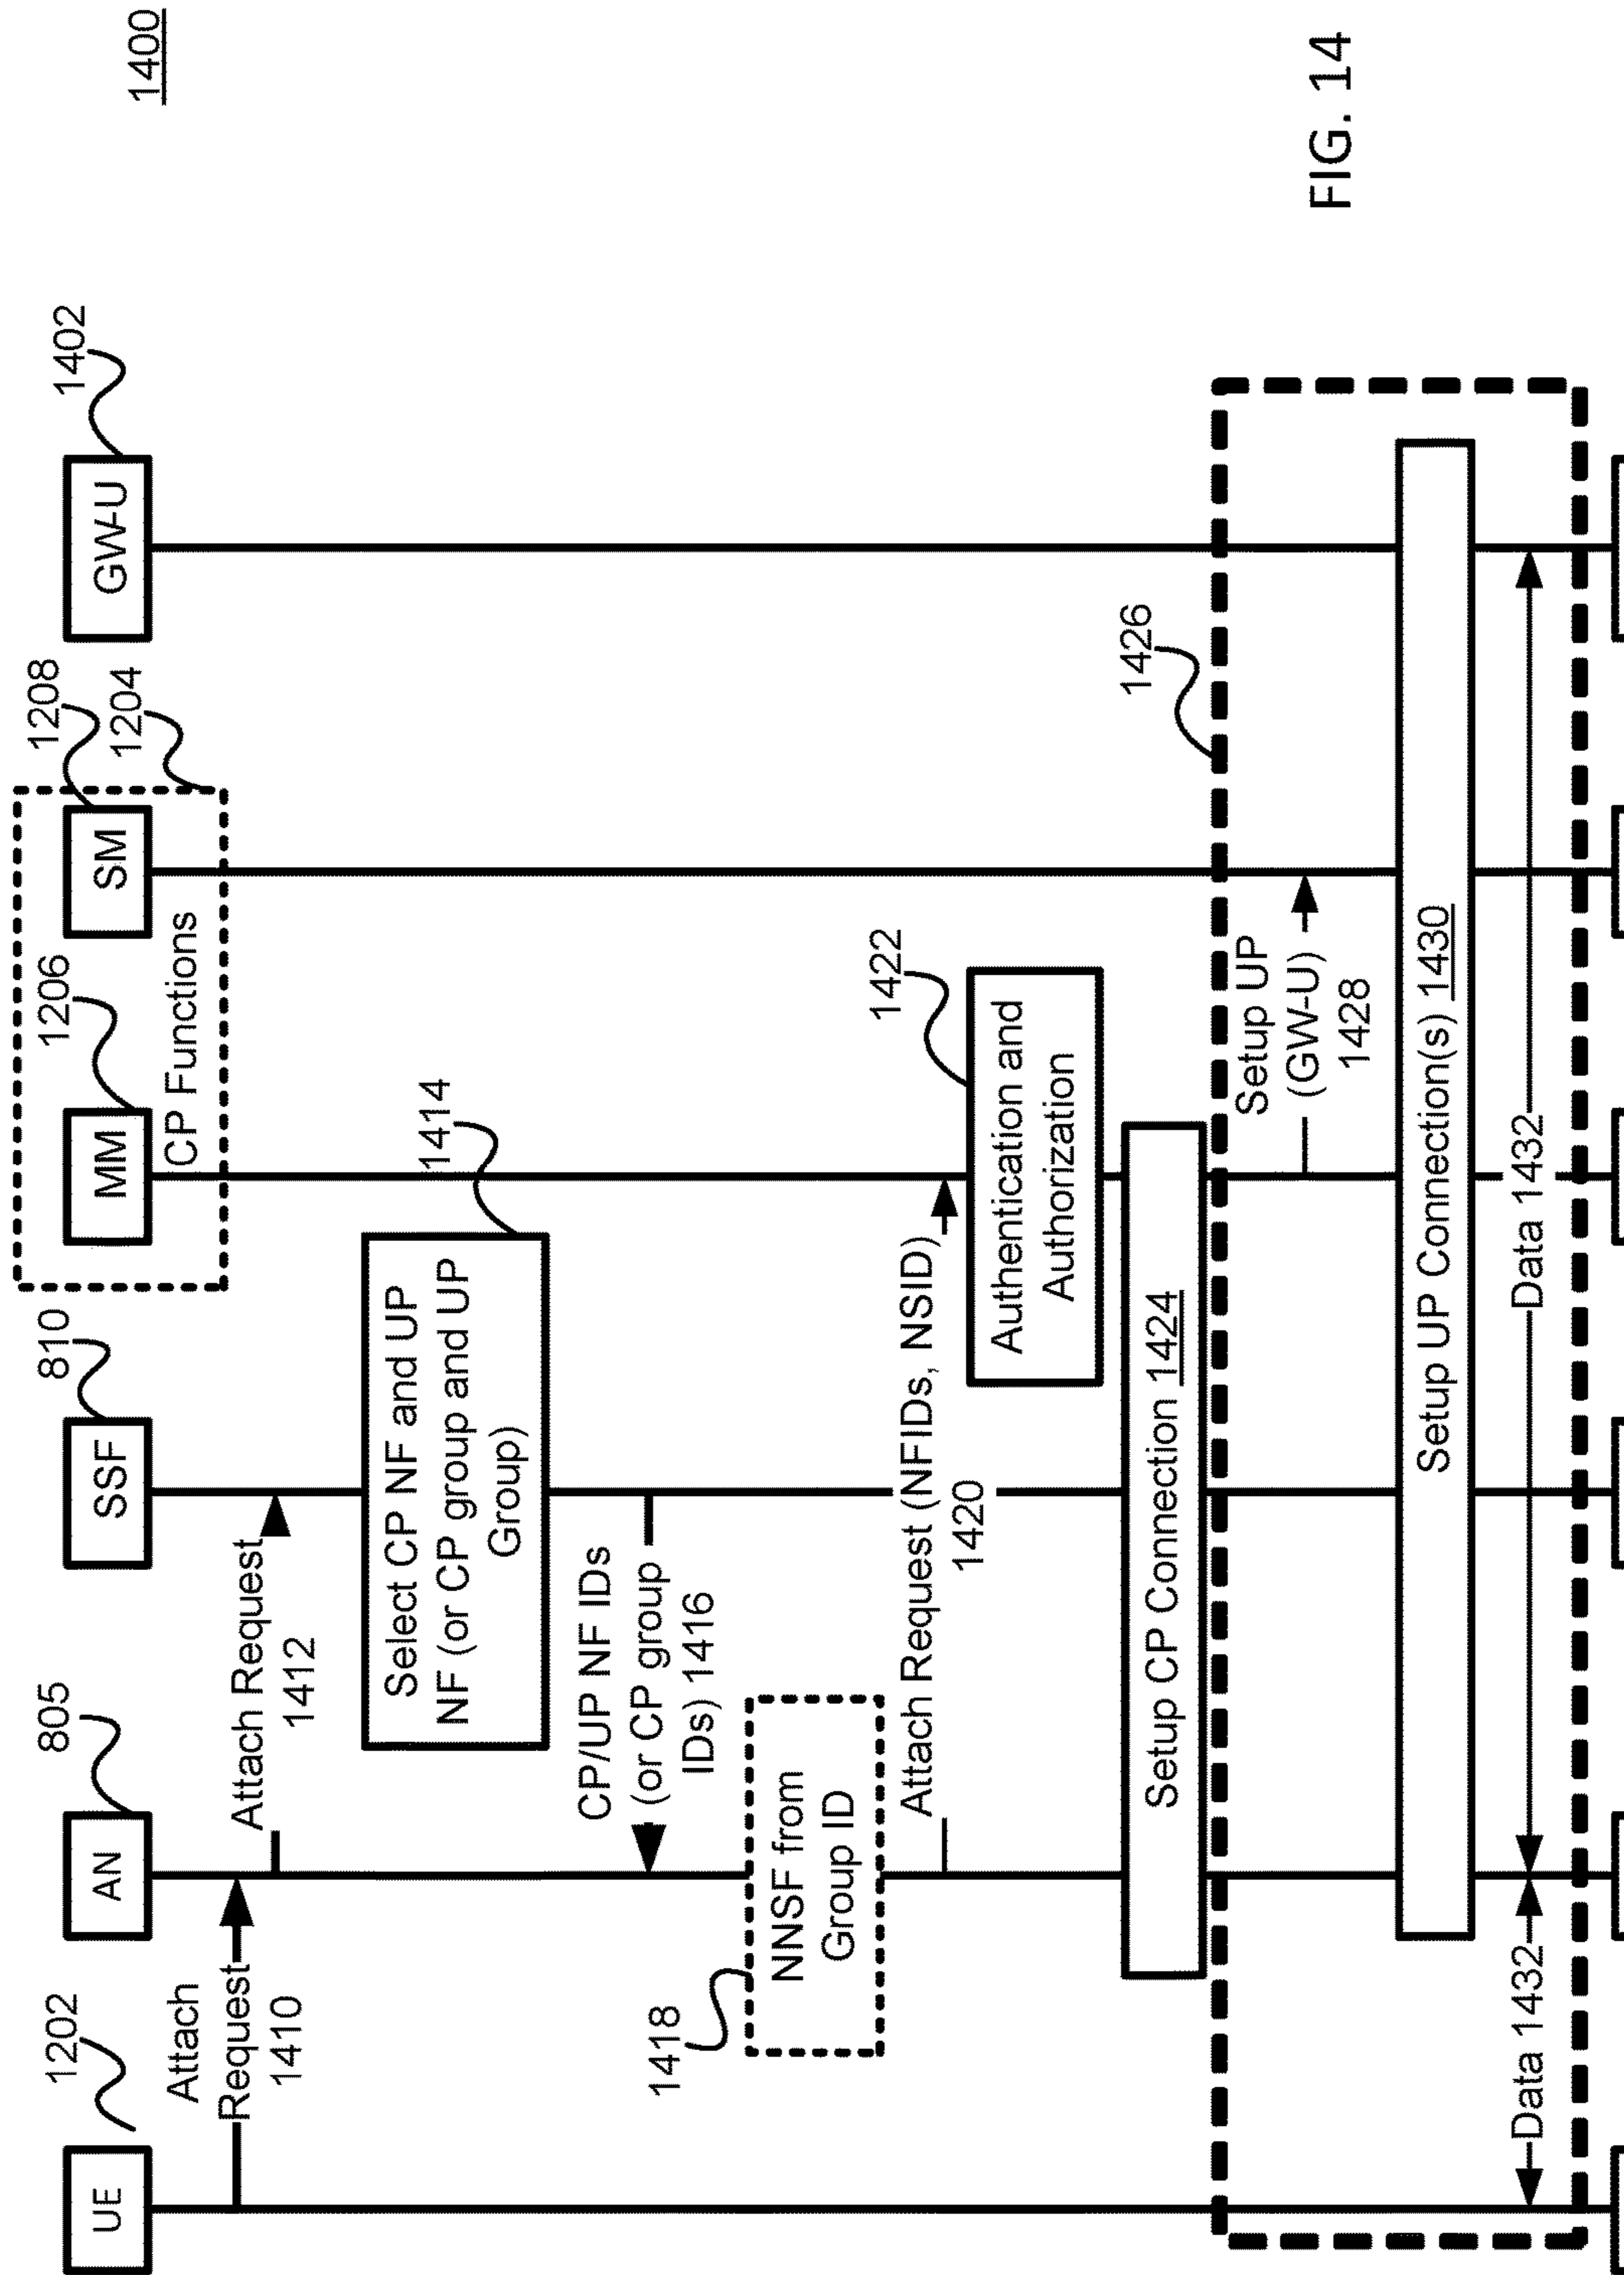 1400
1202
805
810
1206
1208
1204
1402
UE
AN
SSF
MM
SM
GW-U
CP Functions
Attach
Request
1410
Attach Request
1412
1414
Select CP NF and UP
NF (or CP group and UP
Group)
CP/UP NF IDs
(or CP group
IDs) 1416
1418
NNSF from
Group ID
Attach Request (NFIDs, NSID)
1420
1422
Authentication and
Authorization
Setup CP Connection 1424
1426
Setup UP
(GW-U)
1428
Setup UP Connection(s) 1430
Data 1432
Data 1432
FIG. 14